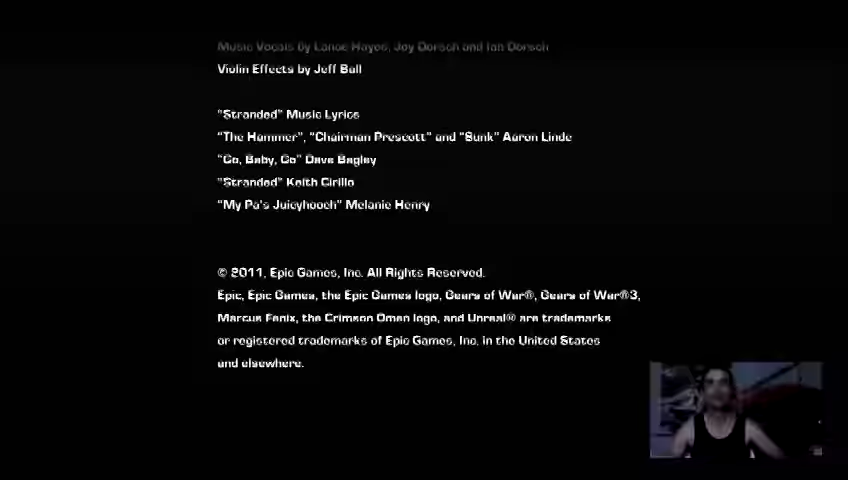 Music Vocals by Lance Hayes, Joy Dorsch and Ian Dorsch
Violin Effects by Jeff Ball
"Stranded" Music Lyrics
"The Hammer", "Chairman Prescott" and "Sunk" Aaron Linde
"Go, Baby, Go" Dave Bagley
"Stranded" Keith Cirillo
"My Pa's Juicyhooch" Melanie Henry
© 2011, Epic Games, Inc. All Rights Reserved.
Epic, Epic Games, the Epic Games logo, Gears of War®, Gears of War®3,
Marcus Fenix, the Crimson Omen logo, and Unreal® are trademarks
or registered trademarks of Epic Games, Inc. in the United States
and elsewhere.